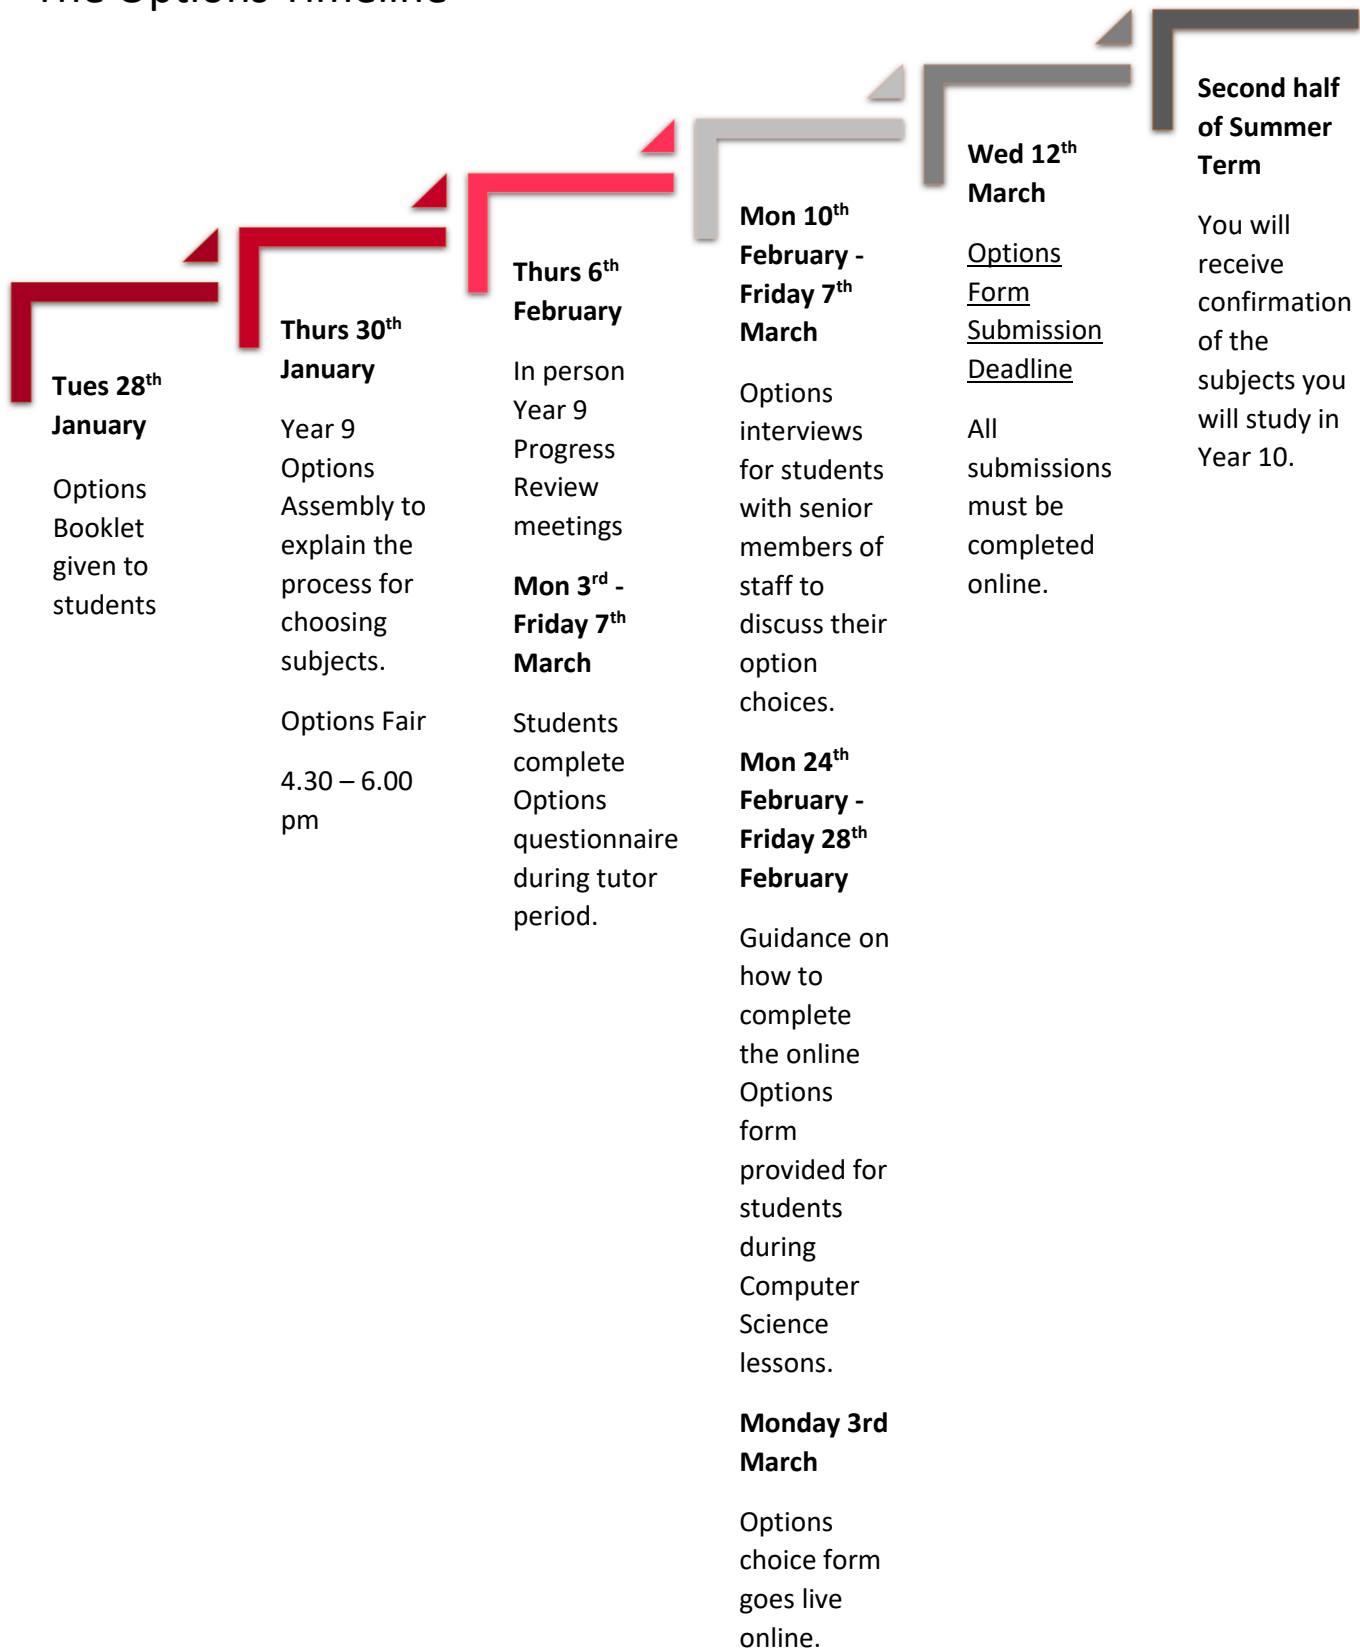 The Options Timeline
Tues 28th
January
Options
Booklet
given to
students
Thurs 30th
January
Year 9
Options
Assembly to
explain the
process for
choosing
subjects.
Options Fair
4.30 – 6.00
pm
Thurs 6th
February
In person
Year 9
Progress
Review
meetings
Mon 3rd -
Friday 7th
March
Students
complete
Options
questionnaire
during tutor
period.
Mon 10th
February -
Friday 7th
March
Options
interviews
for students
with senior
members of
staff to
discuss their
option
choices.
Mon 24th
February -
Friday 28th
February
Guidance on
how to
complete
the online
Options
form
provided for
students
during
Computer
Science
lessons.
Monday 3rd
March
Options
choice form
goes live
online.
Wed 12th
March
Options
Form
Submission
Deadline
All
submissions
must be
completed
online.
Second half
of Summer
Term
You will
receive
confirmation
of the
subjects you
will study in
Year 10.